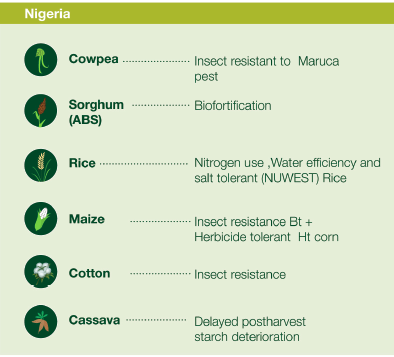 Nigeria
Cowpea ........................ Insect resistant to Maruca
pest
Sorghum ..................... Biofortification
(ABS)
Rice ................................ Nitrogen use ,Water efficiency and
salt tolerant (NUWEST) Rice
Maize ...................... Insect resistance Bt +
Herbicide tolerant Ht corn
Cotton ...................... Insect resistance
Cassava ...................... Delayed postharvest
starch deterioration